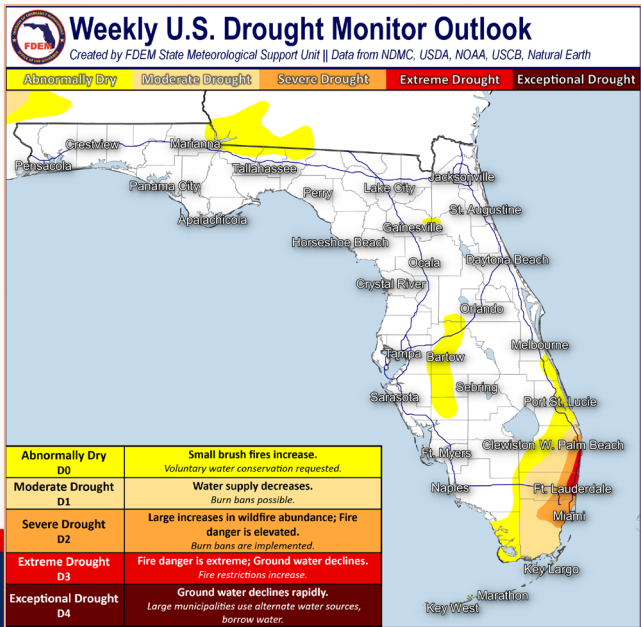 Weekly U.S. Drought Monitor Outlook
Created by FDEM State Meteorological Support Unit || Data from NDMC, USDA, NOAA, USCB, Natural Earth
FDEM
Abnormally Dry Moderate Drought Severe Drought Extreme Drought Exceptional Drought
Crestview Marianna
Pensacola
Tallahassee
Panama City
Perry
Lake City
Jacksonville
Apalachicola
St. Augustine
Gainesville
Horseshoe Beach
Ocala
Daytona Beach
Crystal River
Orlando
Tampa
Bartow
Melbourne
Sebring
Sarasota
Port St. Lucie
Clewiston W. Palm Beach
Ft. Myers
Naples
Ft. Lauderdale
Miami
Key Largo
Marathon
Key West
Abnormally Dry
D0
Small brush fires increase.
Voluntary water conservation requested.
Moderate Drought
D1
Water supply decreases.
Burn bans possible.
Severe Drought
D2
Large increases in wildfire abundance; Fire
danger is elevated.
Burn bans are implemented.
Extreme Drought
D3
Fire danger is extreme; Ground water declines.
Fire restrictions increase.
Exceptional Drought
D4
Ground water declines rapidly.
Large municipalities use alternate water sources,
borrow water.